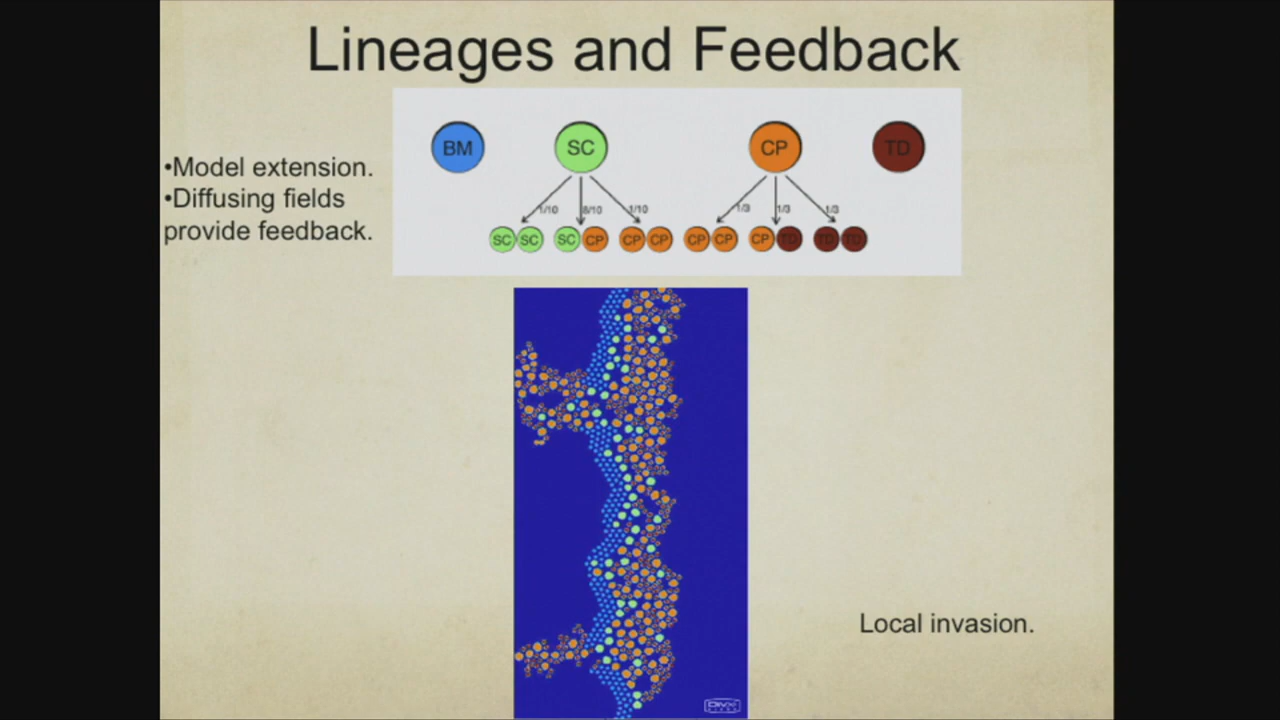 Lineages and Feedback
•Model extension.
•Diffusing fields
provide feedback.
BM SC CP TD
1/10 8/10 1/10 1/3 1/3 1/3
SC SC SC CP CP CP CP CP CP TD TD TD
Local invasion.
DIVX